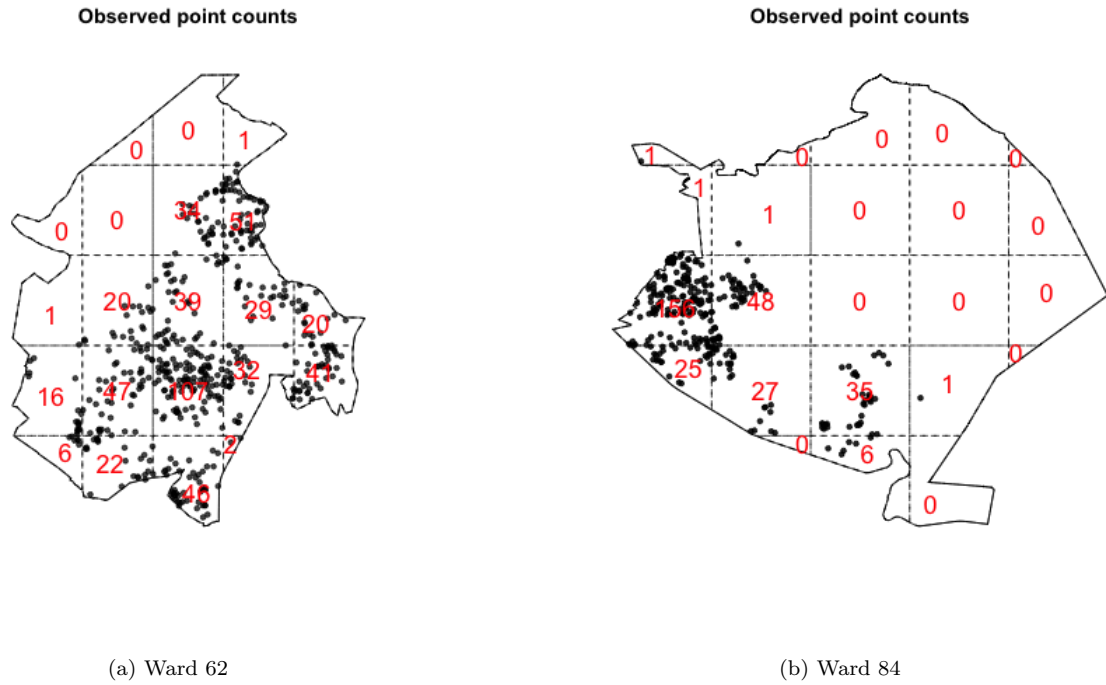 Observed point counts
0 0 1
0 0 34 51
1 20 39 29 20
16 47 107 32 41
6 22 46 2
(a) Ward 62
Observed point counts
1 0 0 0 0
1 1 0 0 0
156 48 0 0 0
25 27 35 1 0
0 6 0
(b) Ward 84